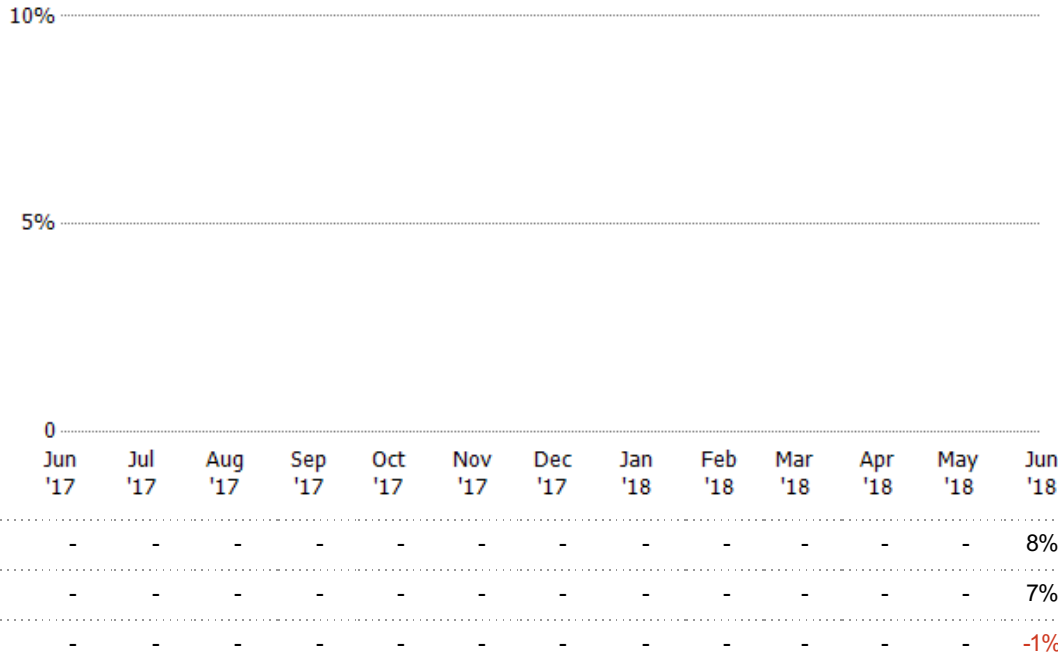 10%
5%
0
Jun Jul Aug Sep Oct Nov Dec Jan Feb Mar Apr May Jun
'17 '17 '17 '17 '17 '17 '17 '18 '18 '18 '18 '18 '18
- - - - - - - - - - - - 8%
- - - - - - - - - - - - 7%
- - - - - - - - - - - - -1%